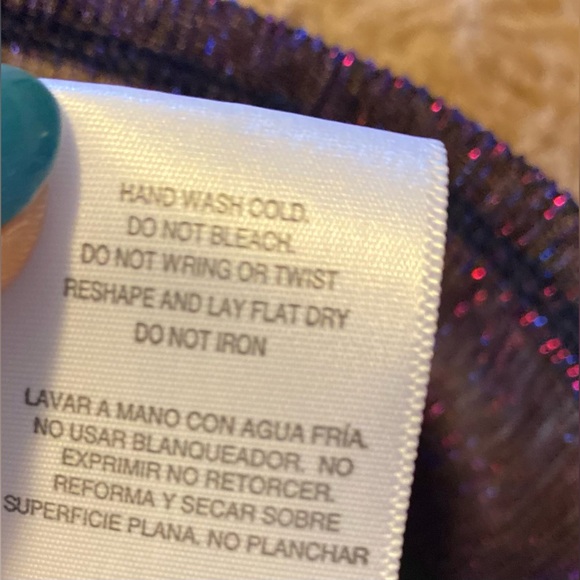 HAND WASH COLD.
DO NOT BLEACH.
DO NOT WRING OR TWIST
RESHAPE AND LAY FLAT DRY
DO NOT IRON
LAVAR A MANO CON AGUA FRÍA.
NO USAR BLANQUEADOR. NO
EXPRIMIR NO RETORCER.
REFORMA Y SECAR SOBRE
SUPERFICIE PLANA. NO PLANCHAR